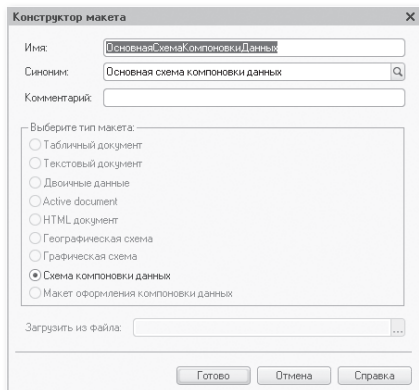 Конструктор макета
Имя: ОсновнаяСхемаКомпоновкиДанных
Синоним: Основная схема компоновки данных
Комментарий:
Выберите тип макета:
Табличный документ
Текстовый документ
Двоичные данные
Active document
HTML документ
Географическая схема
Графическая схема
Схема компоновки данных
Макет оформления компоновки данных
Загрузить из файла: ...
Готово Отмена Справка